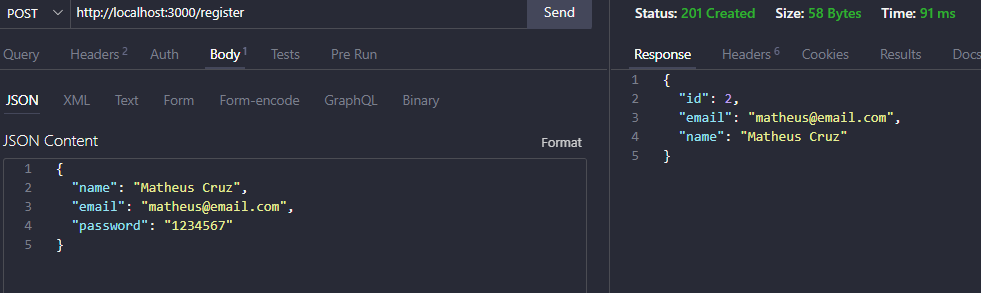 POST http://localhost:3000/register Send
Query Headers 2 Auth Body 1 Tests Pre Run
JSON XML Text Form Form-encode GraphQL Binary
JSON Content Format
1 {
2 "name": "Matheus Cruz",
3 "email": "matheus@email.com",
4 "password": "1234567"
5 }
Status: 201 Created Size: 58 Bytes Time: 91 ms
Response Headers 6 Cookies Results Docs
1 {
2 "id": 2,
3 "email": "matheus@email.com",
4 "name": "Matheus Cruz"
5 }